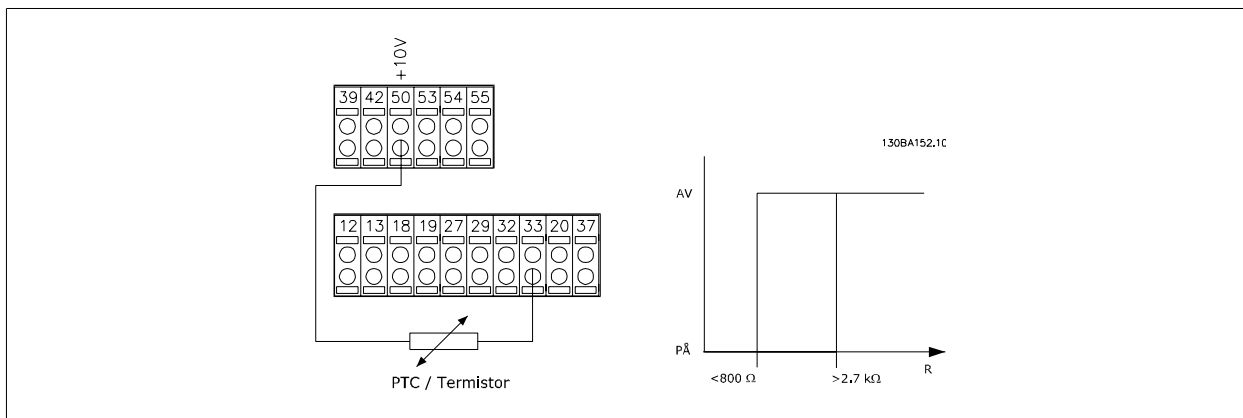 +10V
39 42 50 53 54 55
12 13 18 19 27 29 32 33 20 37
PTC / Termistor
130BA152.10
AV
PÅ
<800 Ω
>2.7 kΩ
R